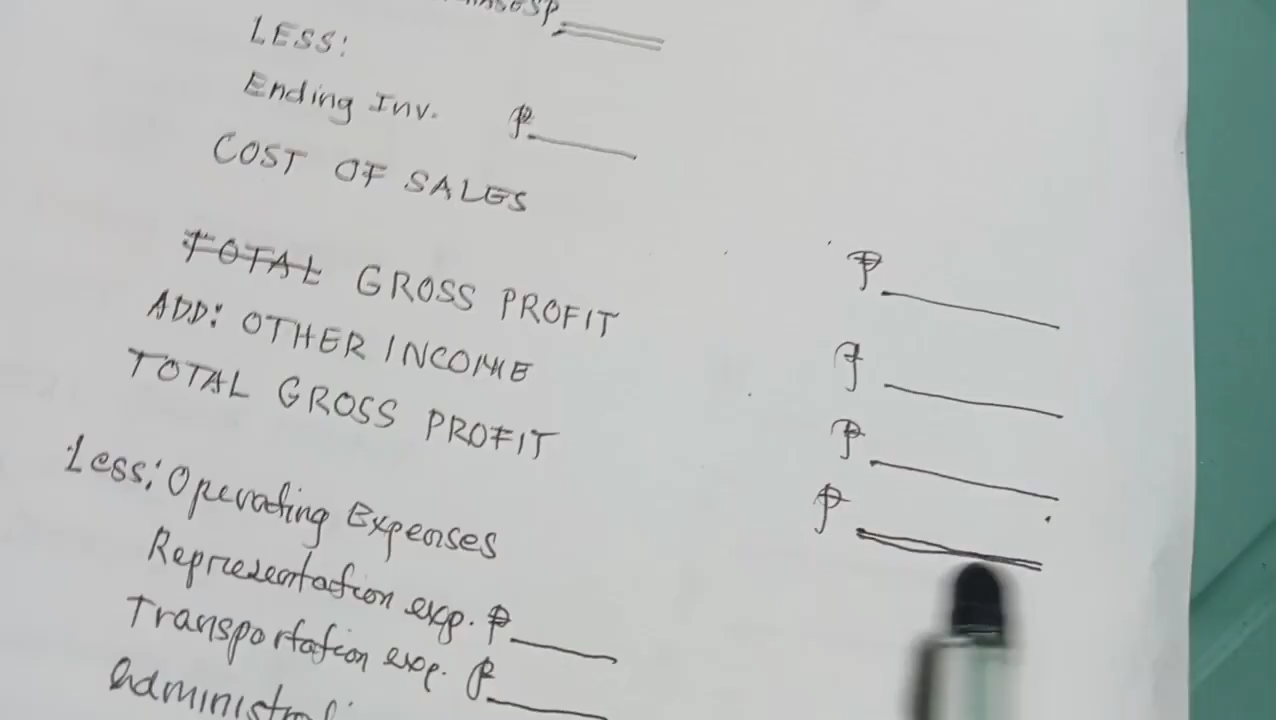 LESS:
Ending Inv. ₱
COST OF SALES ₱
TOTAL GROSS PROFIT ₱
ADD: OTHER INCOME ₱
TOTAL GROSS PROFIT ₱
Less: Operating Expenses
Representation exp. ₱
Transportation exp. ₱